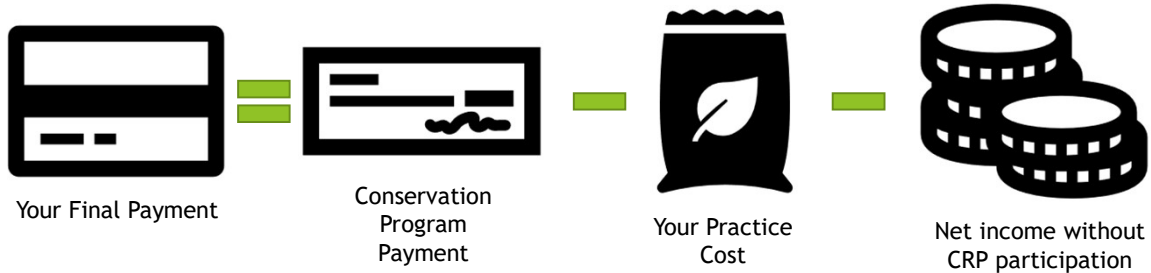 Your Final Payment
Conservation
Program
Payment
Your Practice
Cost
Net income without
CRP participation